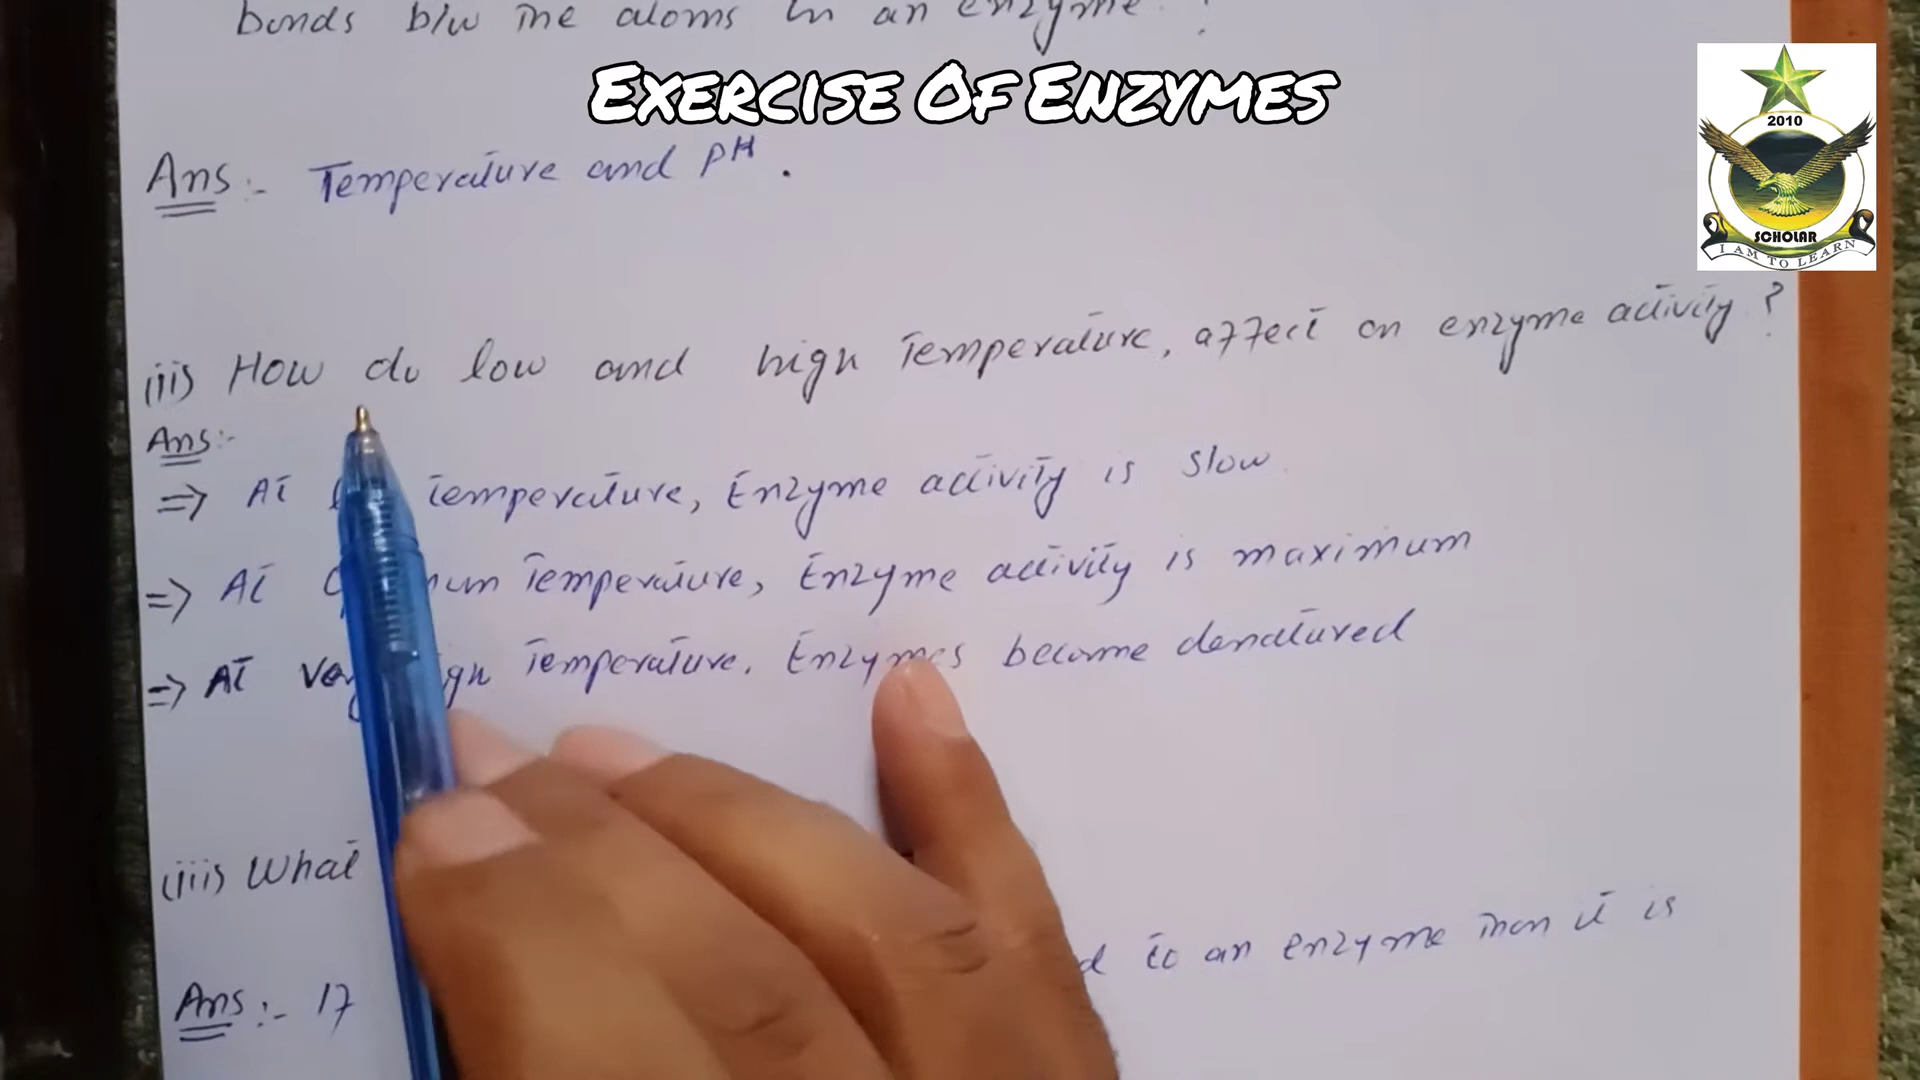 bonds b/w the atoms in an enzyme ?
EXERCISE OF ENZYMES
2010
SCHOLAR
I AM TO LEARN
Ans:- Temperature and PH.
(ii) How do low and high Temperature, affect on enzyme activity ?
Ans:-
=> At temperature, Enzyme activity is slow
=> At Temperature, Enzyme activity is maximum
=> At Temperature. Enzymes become denatured
(iii) What
Ans:- If to an enzyme then it is